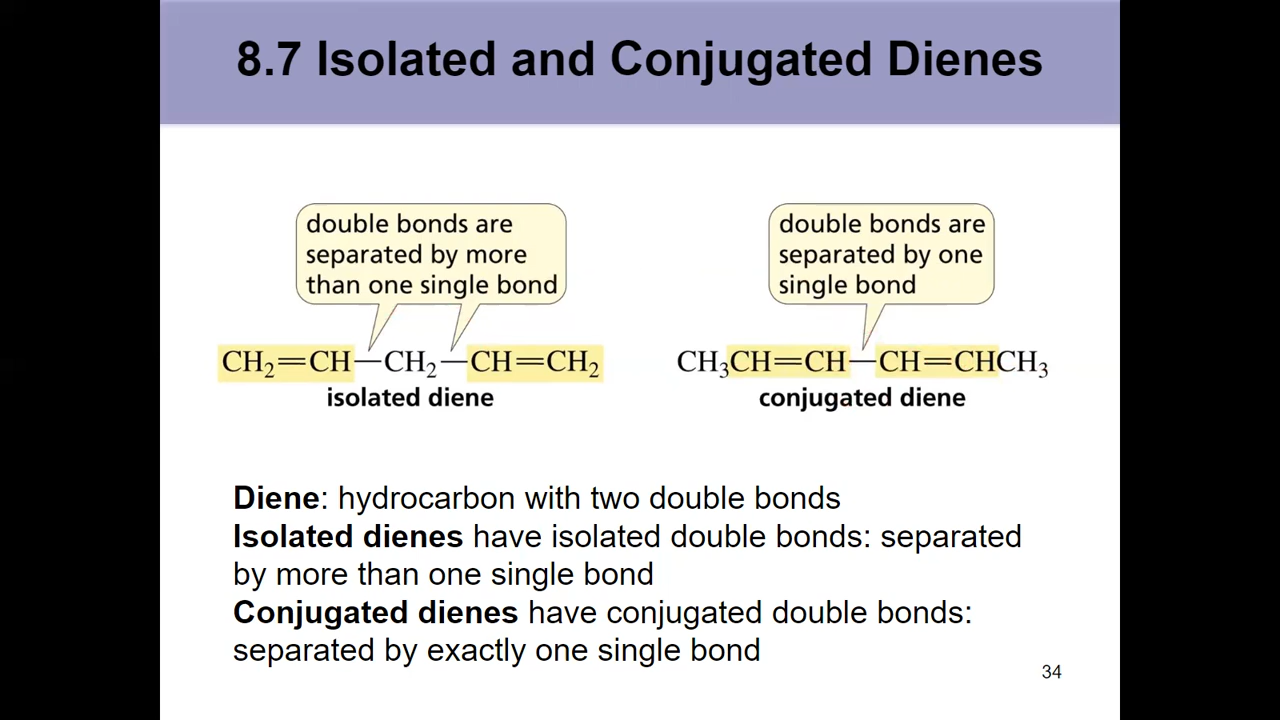 8.7 Isolated and Conjugated Dienes
double bonds are
separated by more
than one single bond
CH₂=CH—CH₂—CH=CH₂
isolated diene
double bonds are
separated by one
single bond
CH₃CH=CH—CH=CHCH₃
conjugated diene
Diene: hydrocarbon with two double bonds
Isolated dienes have isolated double bonds: separated
by more than one single bond
Conjugated dienes have conjugated double bonds:
separated by exactly one single bond
34